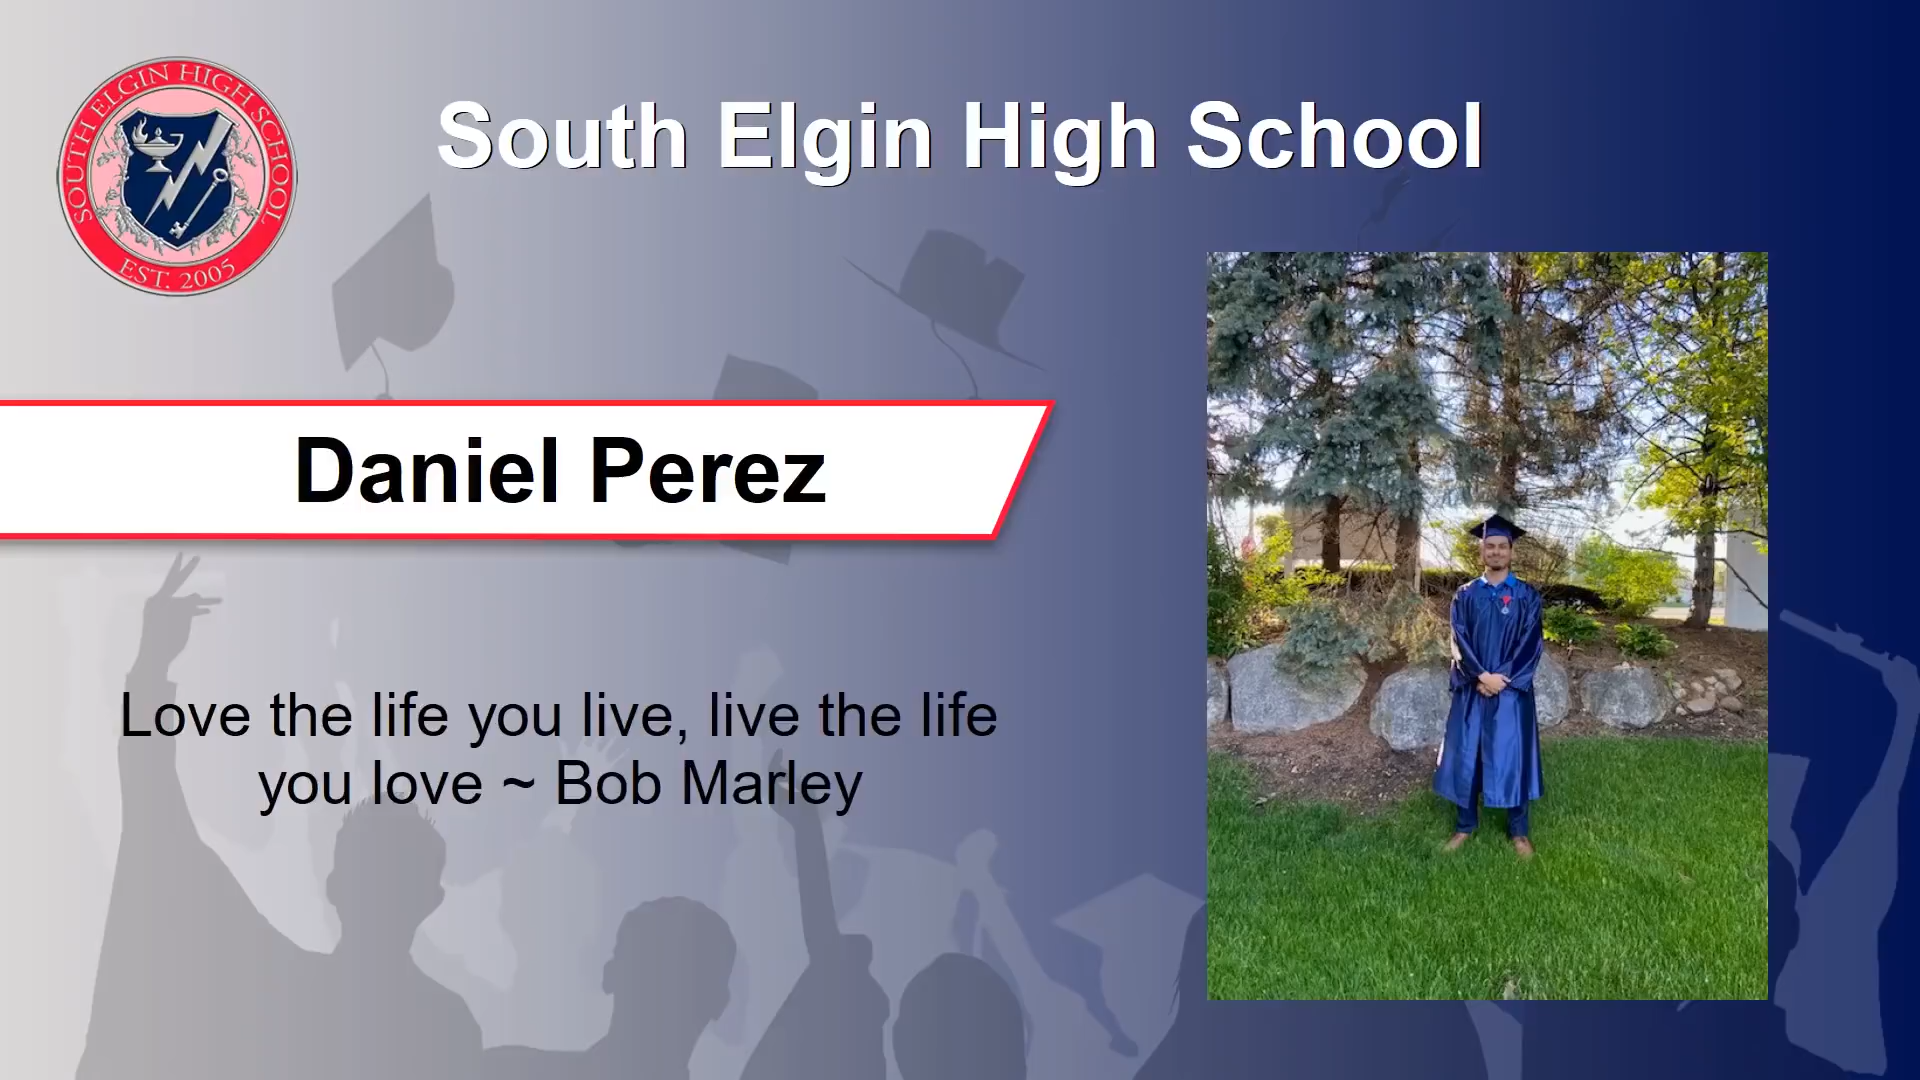 SOUTH ELGIN HIGH SCHOOL
EST. 2005
South Elgin High School
Daniel Perez
Love the life you live, live the life
you love ~ Bob Marley